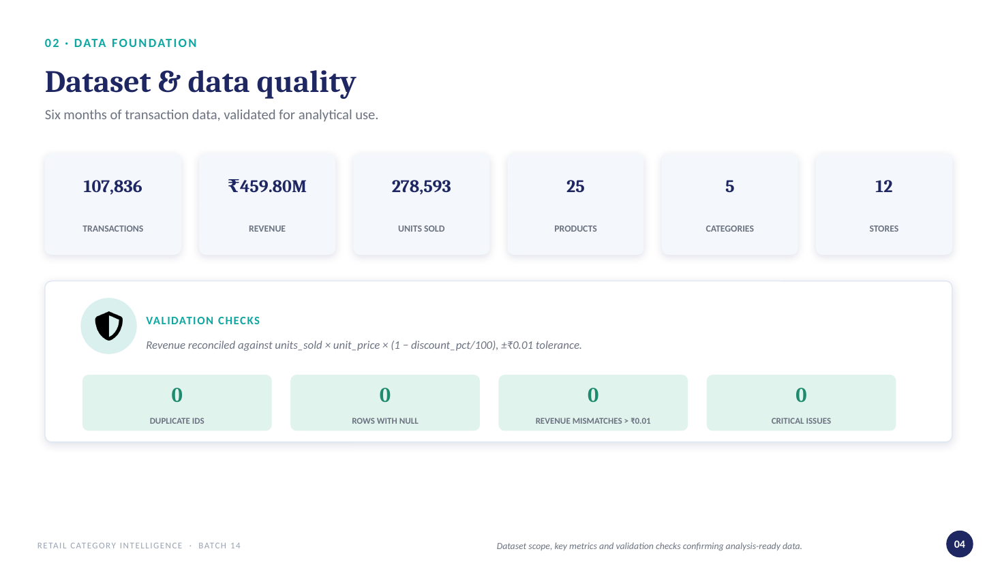 02 · DATA FOUNDATION
Dataset & data quality
Six months of transaction data, validated for analytical use.
107,836
TRANSACTIONS
₹459.80M
REVENUE
278,593
UNITS SOLD
25
PRODUCTS
5
CATEGORIES
12
STORES
VALIDATION CHECKS
Revenue reconciled against units_sold × unit_price × (1 − discount_pct/100), ±₹0.01 tolerance.
0
DUPLICATE IDS
0
ROWS WITH NULL
0
REVENUE MISMATCHES > ₹0.01
0
CRITICAL ISSUES
RETAIL CATEGORY INTELLIGENCE · BATCH 14
Dataset scope, key metrics and validation checks confirming analysis-ready data.
04